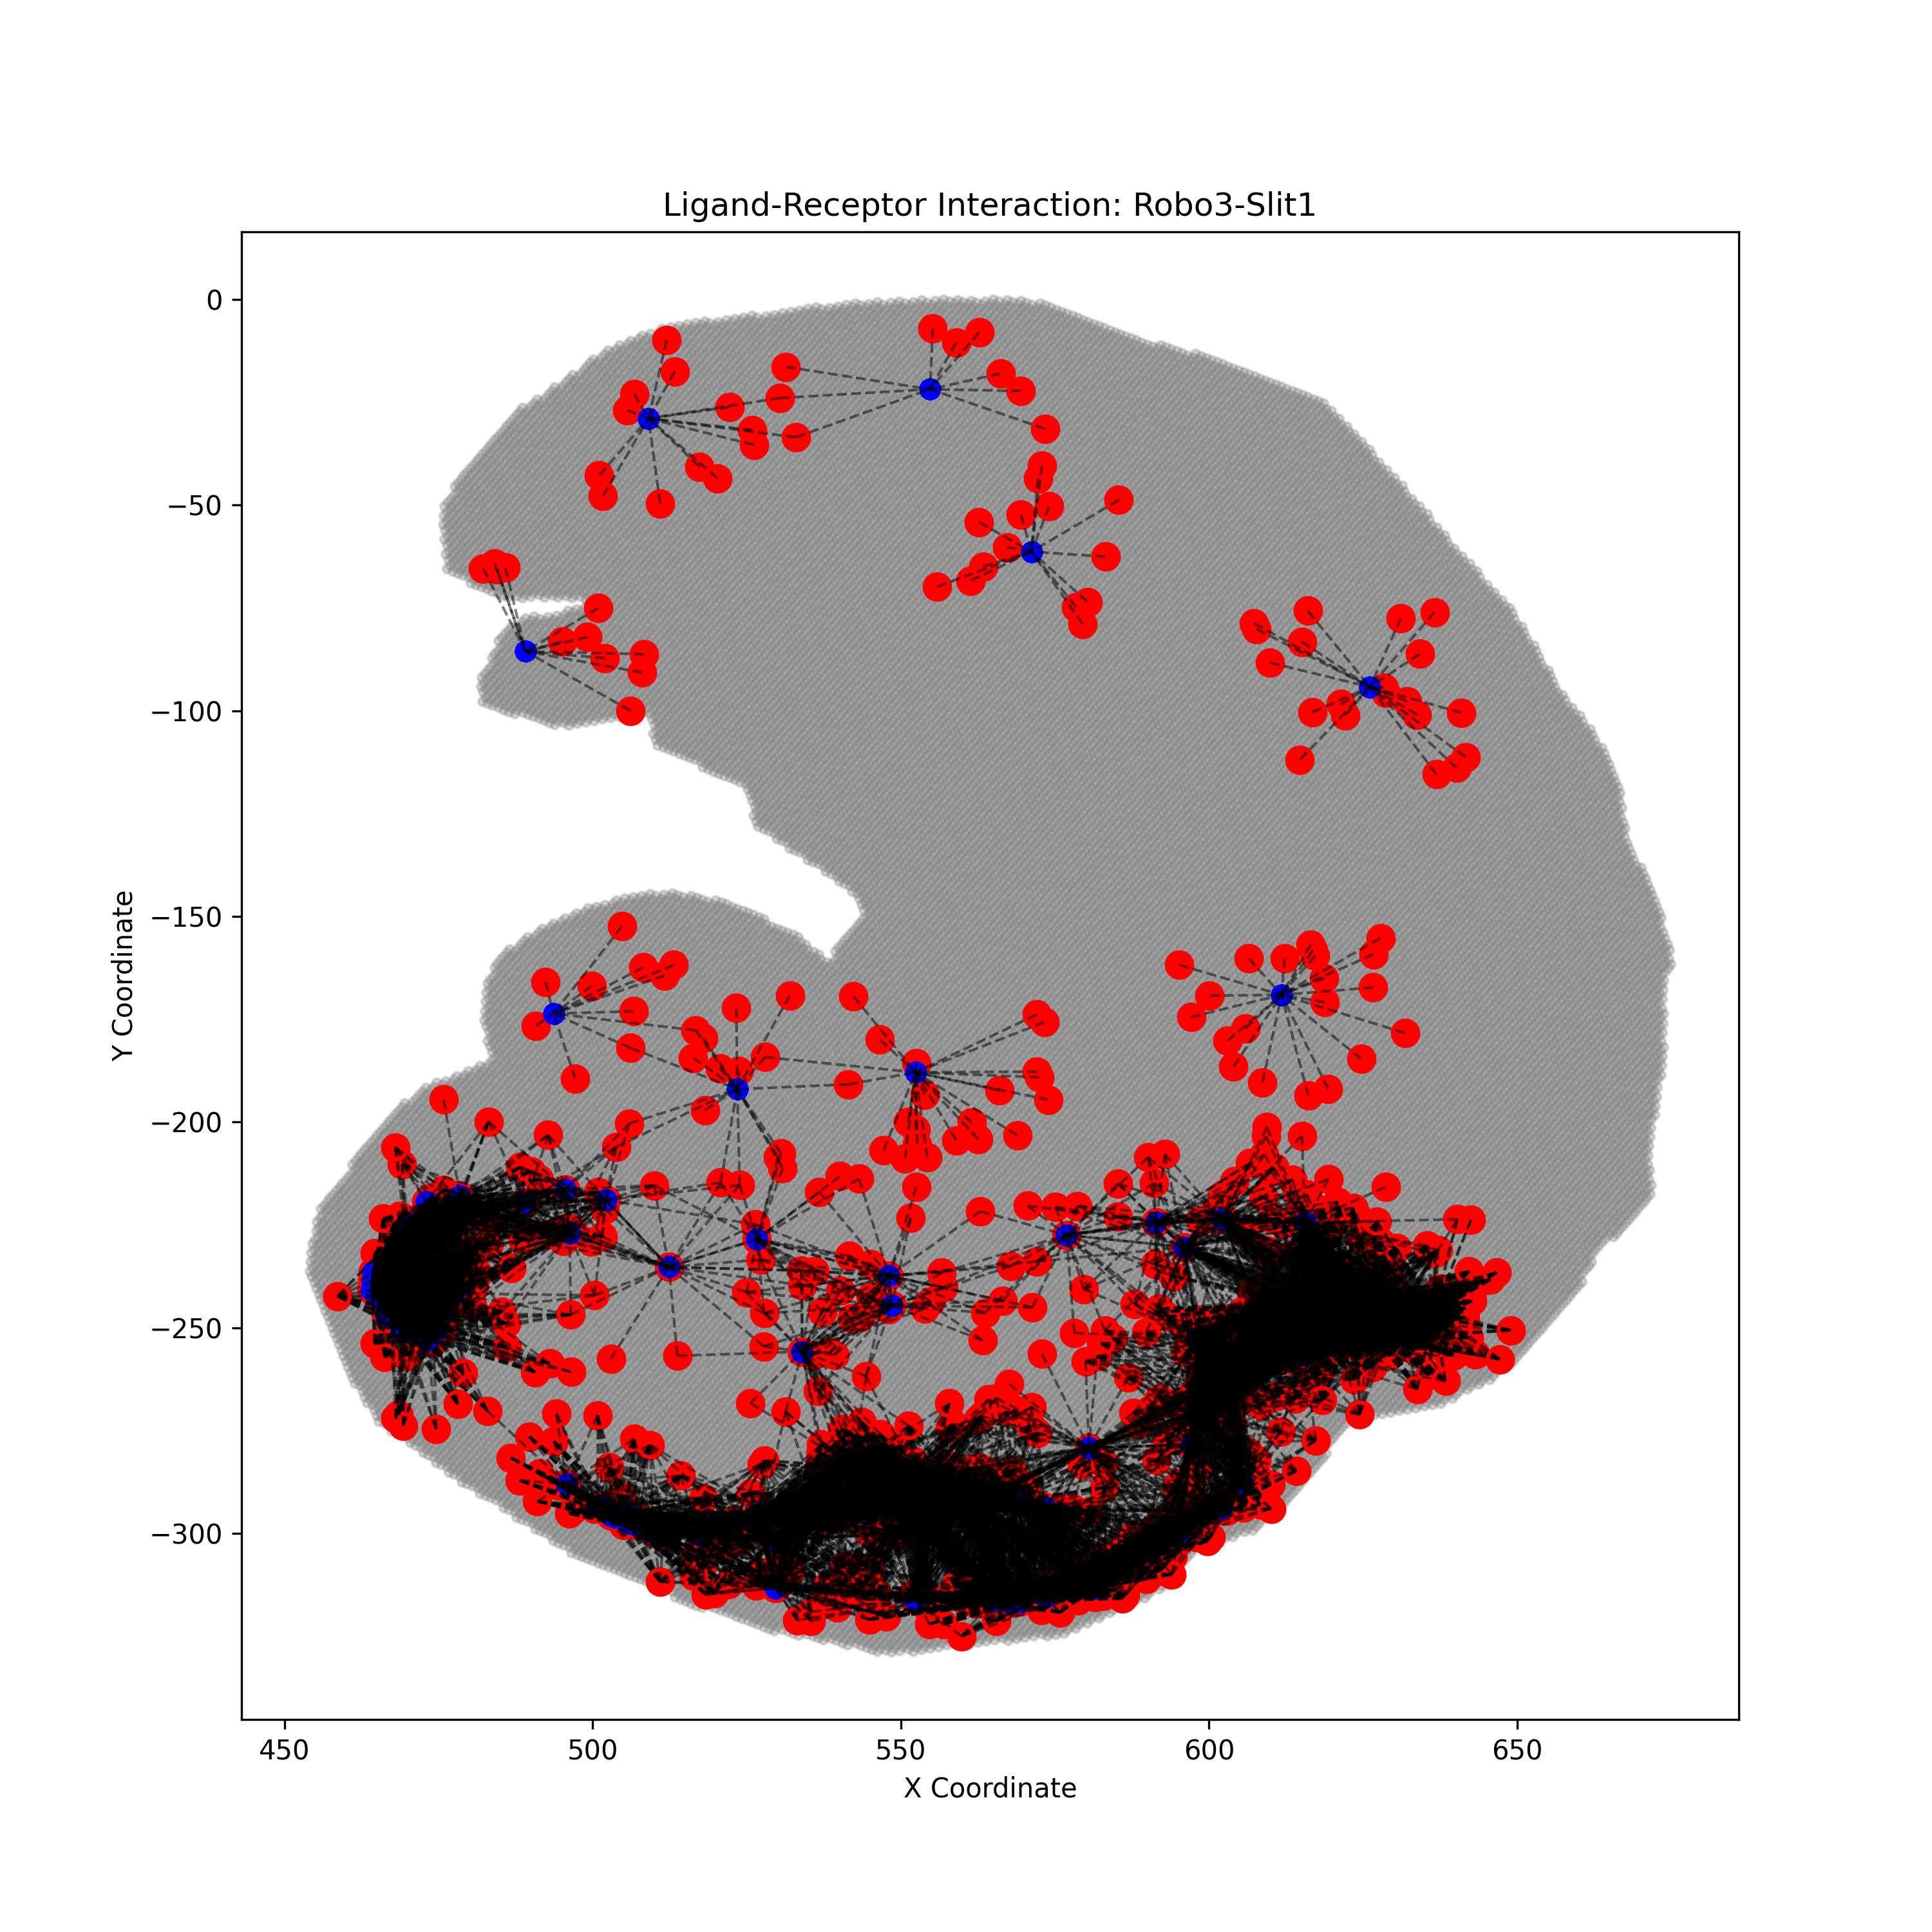 Ligand-Receptor Interaction: Robo3-Slit1
0
−50
−100
−150
−200
−250
−300
Y Coordinate
450 500 550 600 650
X Coordinate